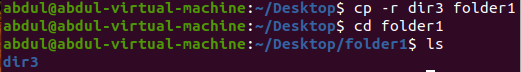 abdul@abdul-virtual-machine:~/Desktop$ cp -r dir3 folder1
abdul@abdul-virtual-machine:~/Desktop$ cd folder1
abdul@abdul-virtual-machine:~/Desktop/folder1$ ls
dir3